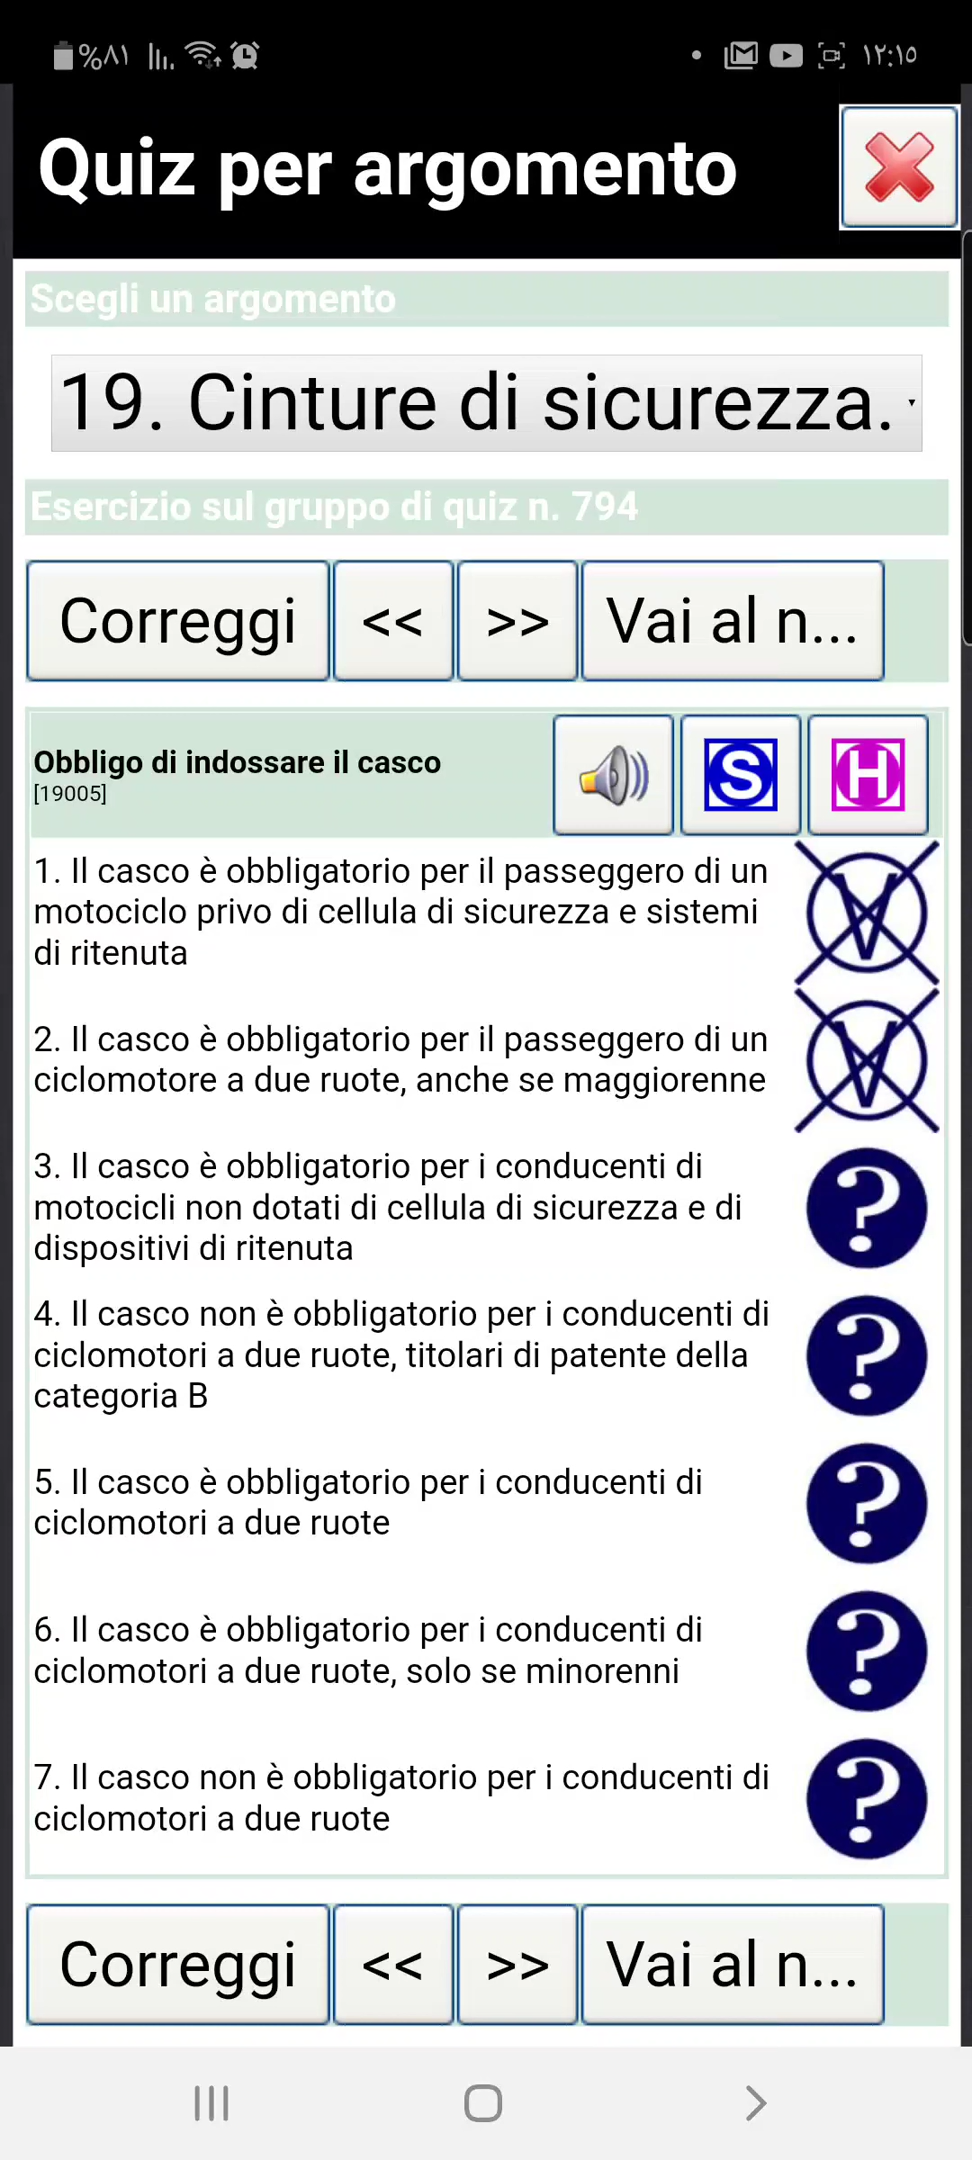 %٨١ ١٢:١٥
Quiz per argomento
Scegli un argomento
19. Cinture di sicurezza.
Esercizio sul gruppo di quiz n. 794
Correggi << >> Vai al n...
Obbligo di indossare il casco
[19005]
S H
1. Il casco è obbligatorio per il passeggero di un
motociclo privo di cellula di sicurezza e sistemi
di ritenuta
V
2. Il casco è obbligatorio per il passeggero di un
ciclomotore a due ruote, anche se maggiorenne
V
3. Il casco è obbligatorio per i conducenti di
motocicli non dotati di cellula di sicurezza e di
dispositivi di ritenuta
?
4. Il casco non è obbligatorio per i conducenti di
ciclomotori a due ruote, titolari di patente della
categoria B
?
5. Il casco è obbligatorio per i conducenti di
ciclomotori a due ruote
?
6. Il casco è obbligatorio per i conducenti di
ciclomotori a due ruote, solo se minorenni
?
7. Il casco non è obbligatorio per i conducenti di
ciclomotori a due ruote
?
Correggi << >> Vai al n...